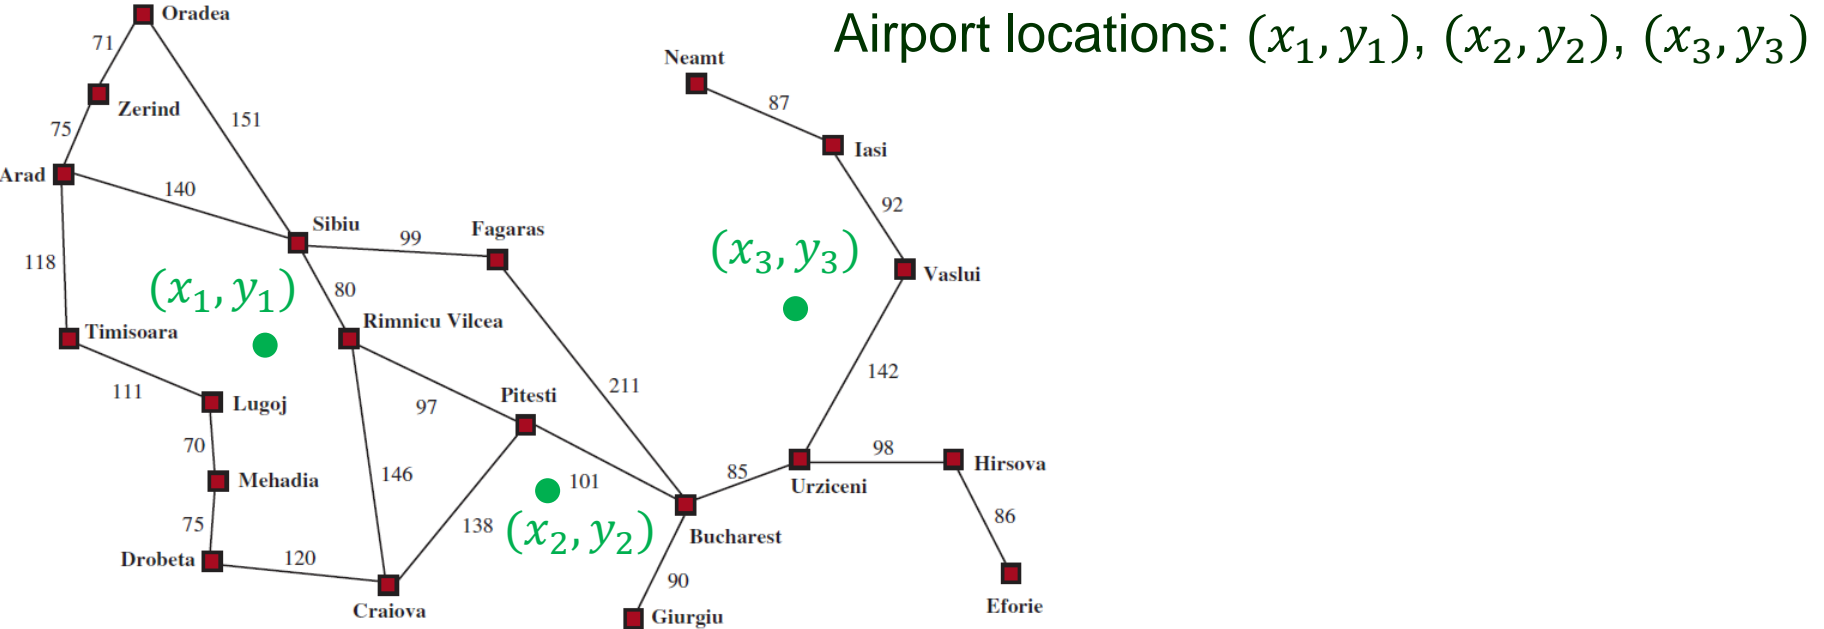 Oradea
Airport locations: (x₁, y₁), (x₂, y₂), (x₃, y₃)
71
Neamt
87
Zerind
151
75
Iasi
Arad
140
92
Sibiu
Fagaras
99
(x₃, y₃)
118
Vaslui
(x₁, y₁)
80
Rimnicu Vilcea
Timisoara
142
111
211
Pitesti
Lugoj
97
70
98
Hirsova
146
85
Mehadia
101
Urziceni
75
138
(x₂, y₂)
86
Bucharest
Drobeta
120
90
Craiova
Giurgiu
Eforie